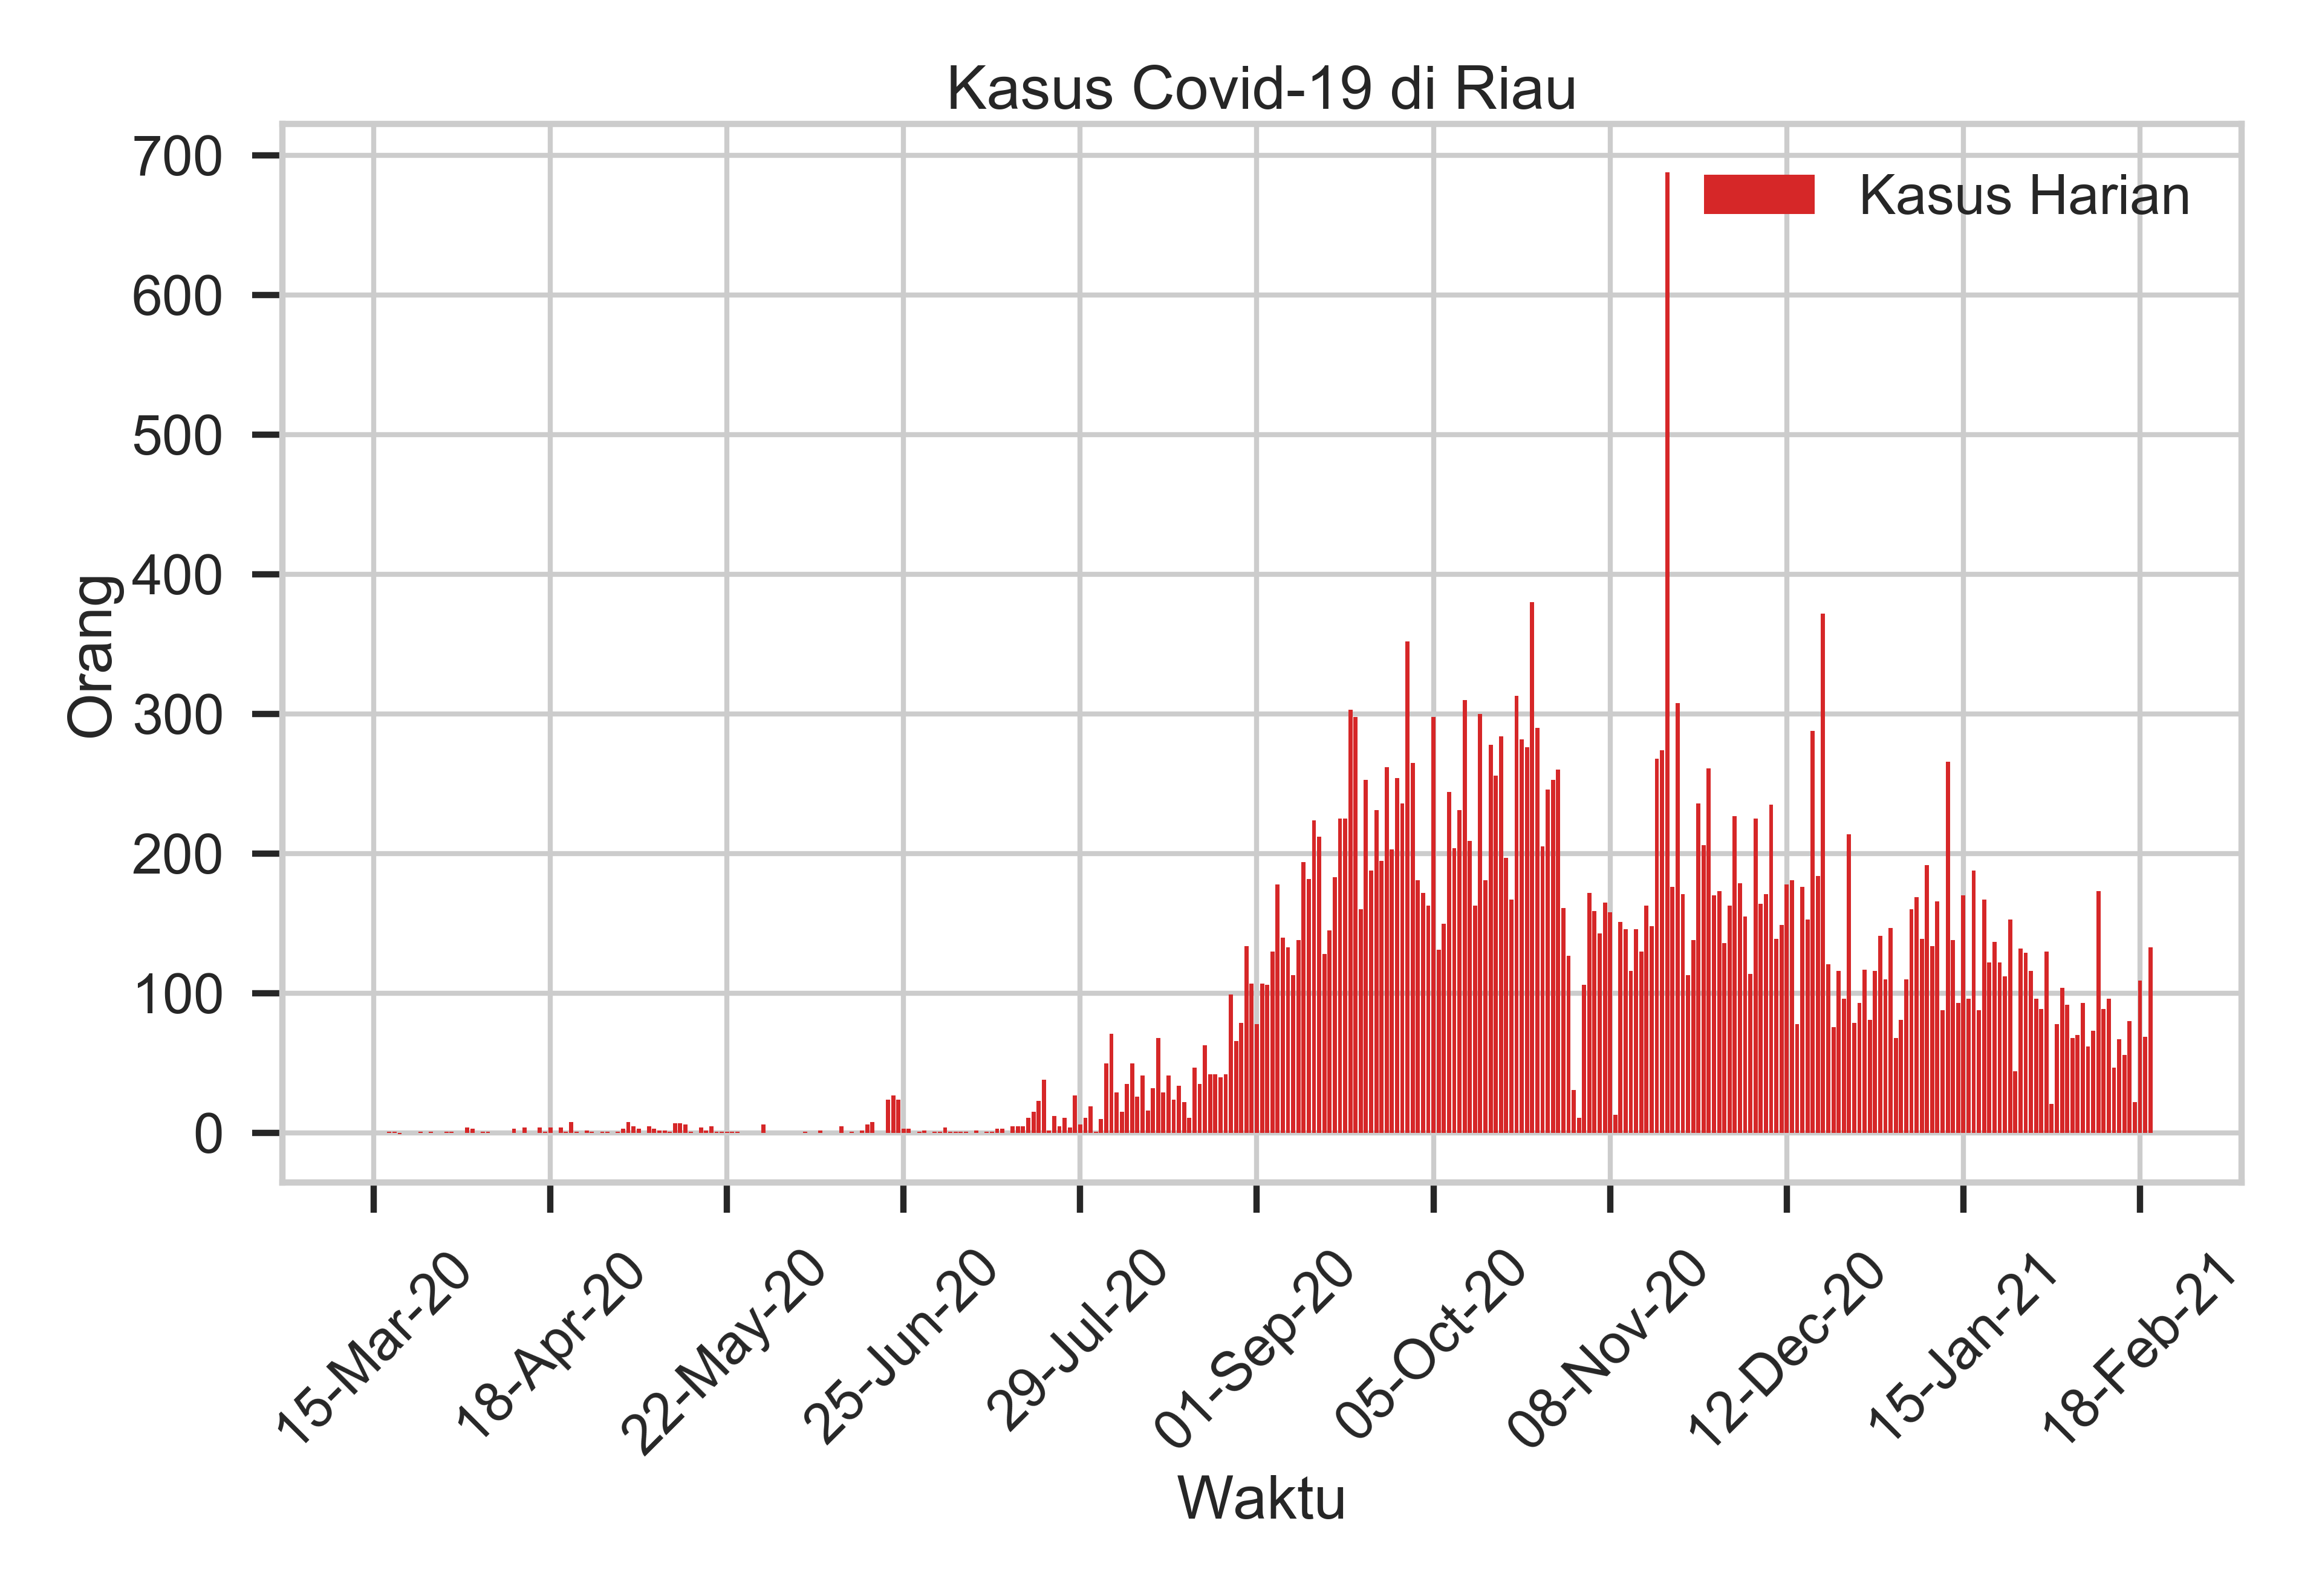 Kasus Covid-19 di Riau
Kasus Harian
700
600
500
400
300
200
100
0
Orang
15-Mar-20
18-Apr-20
22-May-20
25-Jun-20
29-Jul-20
01-Sep-20
05-Oct-20
08-Nov-20
12-Dec-20
15-Jan-21
18-Feb-21
Waktu